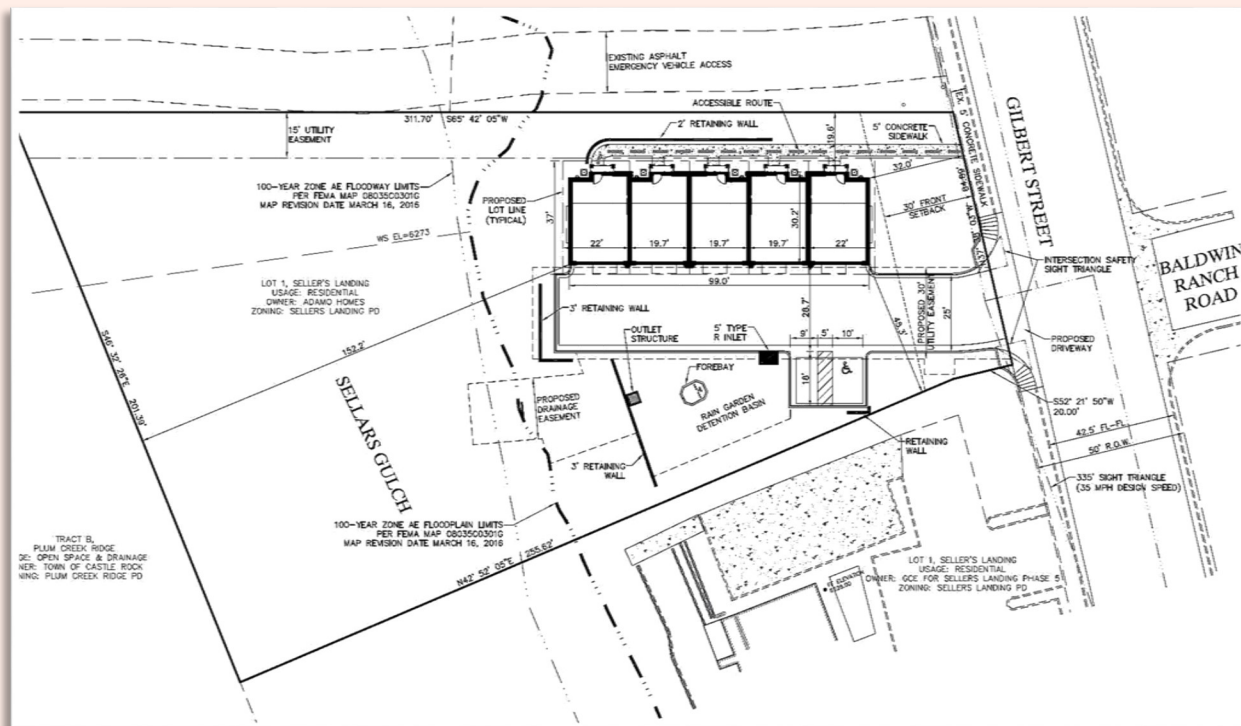 EXISTING ASPHALT
EMERGENCY VEHICLE ACCESS
ACCESSIBLE ROUTE
311.70' S65° 42' 05"W
15' UTILITY
EASEMENT
2' RETAINING WALL
19.6'
5' CONCRETE
SIDEWALK
EX. 5' CONCRETE SIDEWALK
GILBERT STREET
100-YEAR ZONE AE FLOODWAY LIMITS
PER FEMA MAP 08035C0301G
MAP REVISION DATE MARCH 16, 2016
PROPOSED
LOT LINE
(TYPICAL)
37'
32.0'
30' FRONT
SETBACK
30.2'
WS EL=6273
22'
19.7'
19.7'
19.7'
22'
99.0'
INTERSECTION SAFETY
SIGHT TRIANGLE
BALDWIN
RANCH
ROAD
LOT 1, SELLER'S LANDING
USAGE: RESIDENTIAL
OWNER: ADAMO HOMES
ZONING: SELLERS LANDING PD
3' RETAINING WALL
28.7'
45.3'
PROPOSED 30'
UTILITY EASEMENT
25'
OUTLET
STRUCTURE
5' TYPE
R INLET
9'
5'
10'
PROPOSED
DRIVEWAY
S46° 32' 26"E
201.39'
152.2'
SELLARS GULCH
FOREBAY
18'
PROPOSED
DRAINAGE
EASEMENT
RAIN GARDEN
DETENTION BASIN
S52° 21' 50"W
20.00'
42.5' FL-FL
50' R.O.W.
3' RETAINING
WALL
RETAINING
WALL
335' SIGHT TRIANGLE
(35 MPH DESIGN SPEED)
100-YEAR ZONE AE FLOODPLAIN LIMITS
PER FEMA MAP 08035C0301G
MAP REVISION DATE MARCH 16, 2016
N42° 52' 05"E
255.62'
TRACT B,
PLUM CREEK RIDGE
GE: OPEN SPACE & DRAINAGE
NER: TOWN OF CASTLE ROCK
NING: PLUM CREEK RIDGE PD
LOT 1, SELLER'S LANDING
USAGE: RESIDENTIAL
OWNER: GCE FOR SELLERS LANDING PHASE 5
ZONING: SELLERS LANDING PD